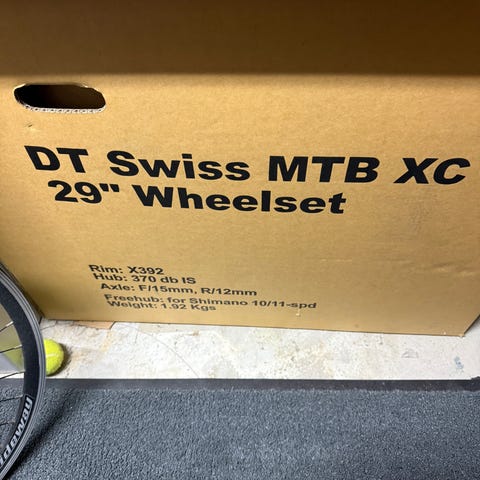 DT Swiss MTB XC
29" Wheelset
Rim: X392
Hub: 370 db IS
Axle: F/15mm, R/12mm
Freehub: for Shimano 10/11-spd
Weight: 1.92 Kgs